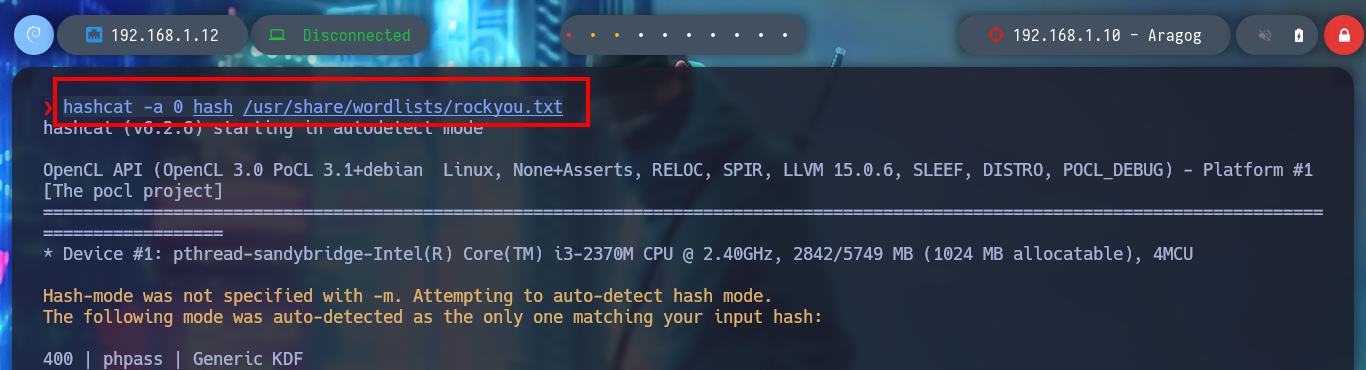 192.168.1.12 Disconnected 192.168.1.10 - Aragog
❯ hashcat -a 0 hash /usr/share/wordlists/rockyou.txt
hashcat (v6.2.6) starting in autodetect mode
OpenCL API (OpenCL 3.0 PoCL 3.1+debian  Linux, None+Asserts, RELOC, SPIR, LLVM 15.0.6, SLEEF, DISTRO, POCL_DEBUG) - Platform #1
[The pocl project]
================================================================================================================================
==================
* Device #1: pthread-sandybridge-Intel(R) Core(TM) i3-2370M CPU @ 2.40GHz, 2842/5749 MB (1024 MB allocatable), 4MCU
Hash-mode was not specified with -m. Attempting to auto-detect hash mode.
The following mode was auto-detected as the only one matching your input hash:
400 | phpass | Generic KDF